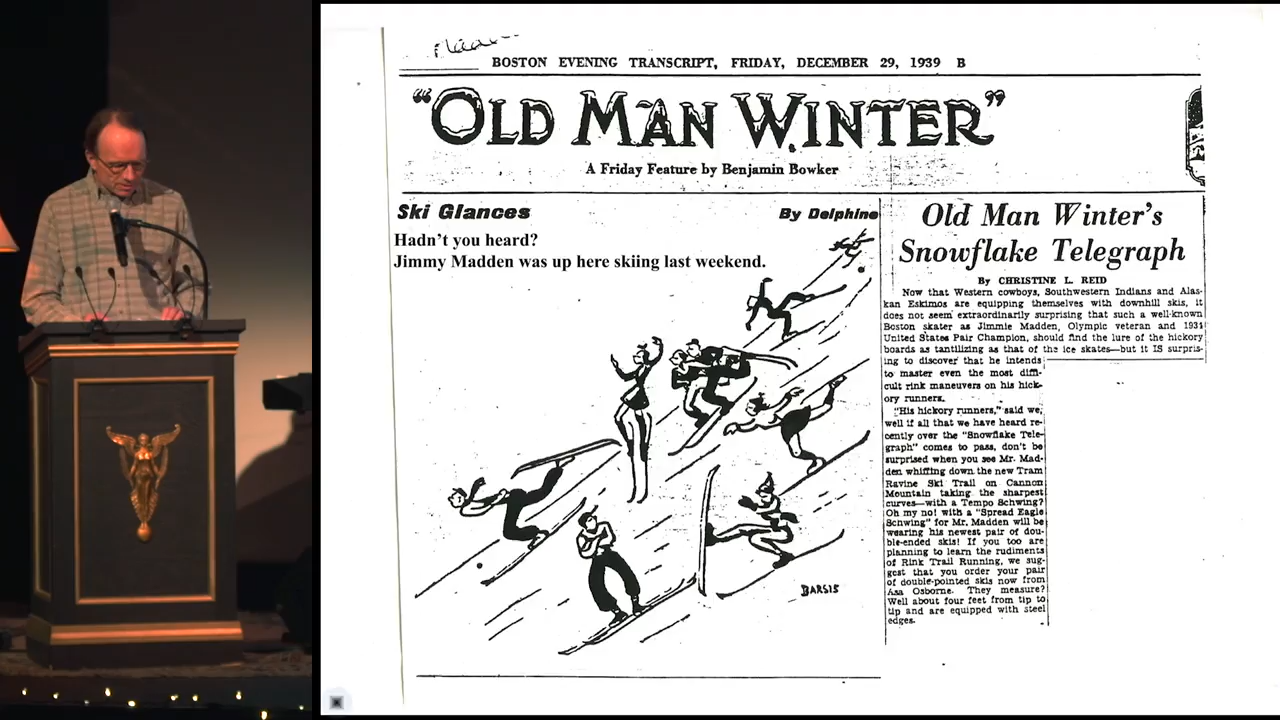 BOSTON EVENING TRANSCRIPT, FRIDAY, DECEMBER 29, 1939 B
“OLD MAN WINTER”
A Friday Feature by Benjamin Bowker
Ski Glances By Delphine
Hadn't you heard?
Jimmy Madden was up here skiing last weekend.
BARSIS
Old Man Winter's
Snowflake Telegraph
By CHRISTINE L. REID
Now that Western cowboys, Southwestern Indians and Alas-
kan Eskimos are equipping themselves with downhill skis, it
does not seem extraordinarily surprising that such a well-known
Boston skater as Jimmie Madden, Olympic veteran and 1934
United States Pair Champion, should find the lure of the hickory
boards as tantilizing as that of the ice skates—but it IS surpris-
ing to discover that he intends
to master even the most diffi-
cult rink maneuvers on his hick-
ory runners.
"His hickory runners," said we,
well if all that we have heard re-
cently over the "Snowflake Tele-
graph" comes to pass, don't be
surprised when you see Mr. Mad-
den whiffing down the new Tram
Ravine Ski Trail on Cannon
Mountain taking the sharpest
curves—with a Tempo Schwing?
Oh my no! with a "Spread Eagle
Schwing" for Mr. Madden will be
wearing his newest pair of dou-
ble-ended skis! If you too are
planning to learn the rudiments
of Rink Trail Running, we sug-
gest that you order your pair
of double-pointed skis now from
Asa Osborne. They measure?
Well about four feet from tip to
tip and are equipped with steel
edges.